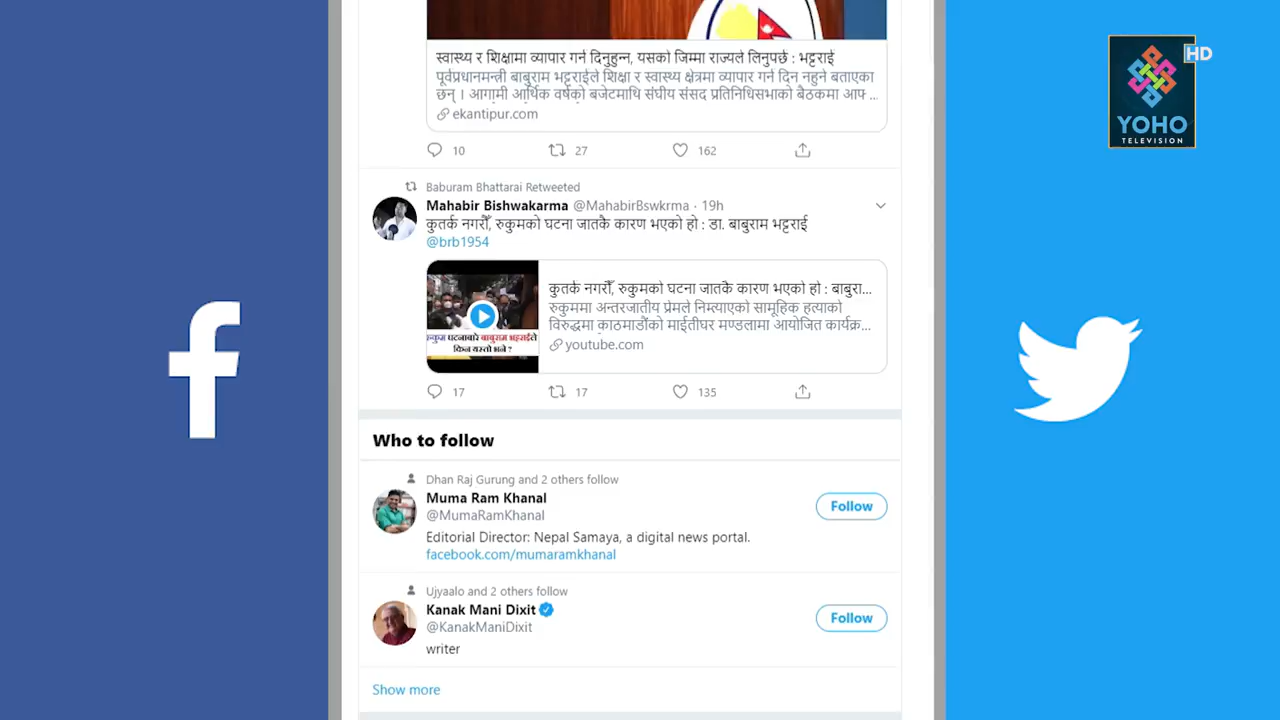 HD
YOHO
TELEVISION
स्वास्थ्य र शिक्षामा व्यापार गर्न दिनुहुन्न, यसको जिम्मा राज्यले लिनुपर्छ : भट्टराई
पूर्वप्रधानमन्त्री बाबुराम भट्टराईले शिक्षा र स्वास्थ्य क्षेत्रमा व्यापार गर्न दिन नहुने बताएका
छन् । आगामी आर्थिक वर्षको बजेटमाथि संघीय संसद प्रतिनिधिसभाको बैठकमा आफ्...
ekantipur.com
10 27 162
Baburam Bhattarai Retweeted
Mahabir Bishwakarma @MahabirBswkrma · 19h
कुतर्क नगरौँ, रुकुमको घटना जातकै कारण भएको हो : डा. बाबुराम भट्टराई
@brb1954
कुतर्क नगरौँ, रुकुमको घटना जातकै कारण भएको हो : बाबुरा...
रुकुममा अन्तरजातीय प्रेमले निम्त्याएको सामूहिक हत्याको
विरुद्धमा काठमाडौंको माईतीघर मण्डलामा आयोजित कार्यक्र...
youtube.com
रुकुम घटनाबारे बाबुराम भट्टराईले
किन यस्तो भने ?
17 17 135
Who to follow
Dhan Raj Gurung and 2 others follow
Muma Ram Khanal
@MumaRamKhanal
Follow
Editorial Director: Nepal Samaya, a digital news portal.
facebook.com/mumaramkhanal
Ujyaalo and 2 others follow
Kanak Mani Dixit
@KanakManiDixit
Follow
writer
Show more